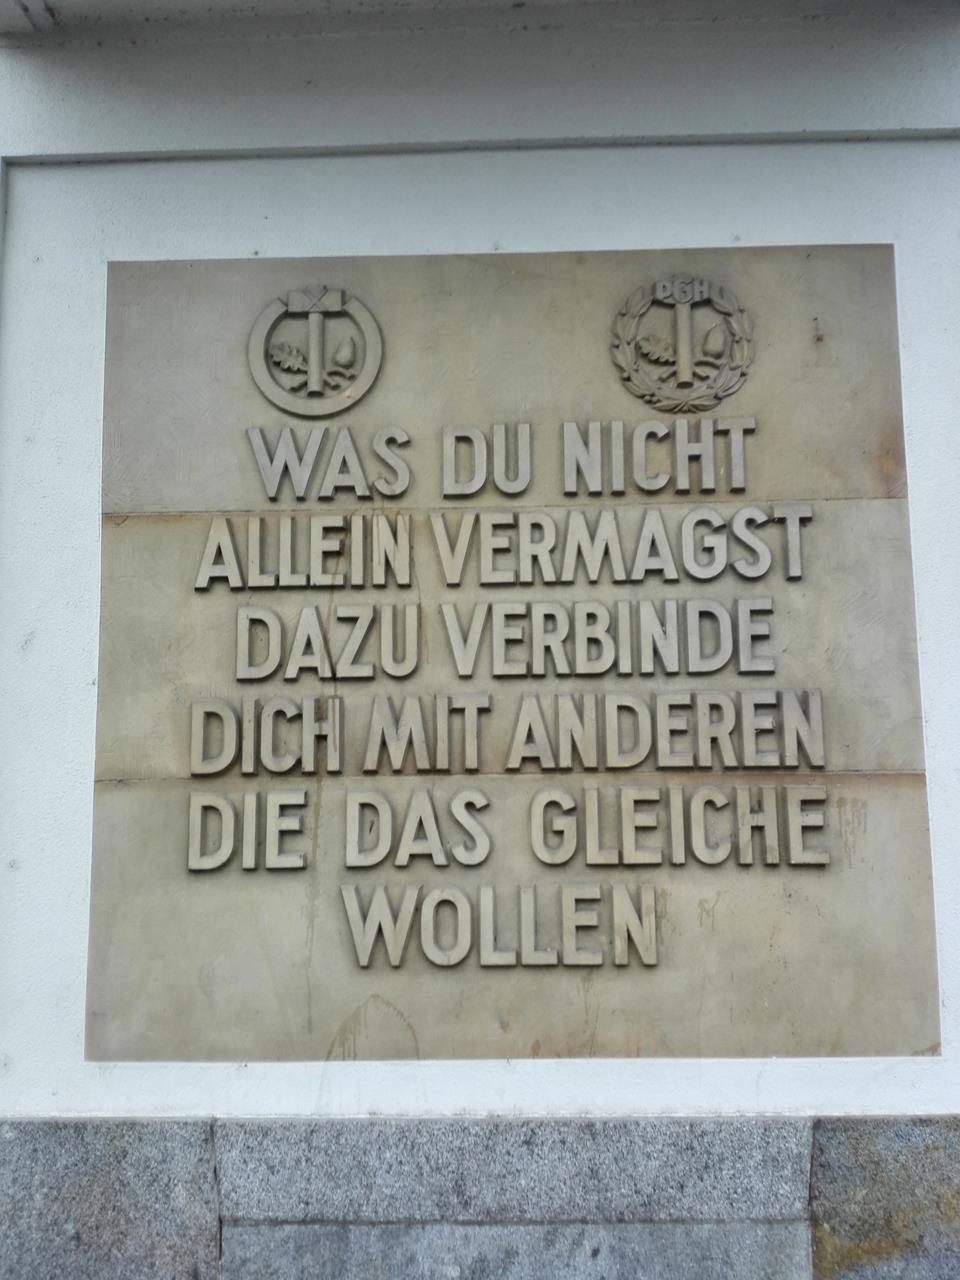 PGH
WAS DU NICHT
ALLEIN VERMAGST
DAZU VERBINDE
DICH MIT ANDEREN
DIE DAS GLEICHE
WOLLEN